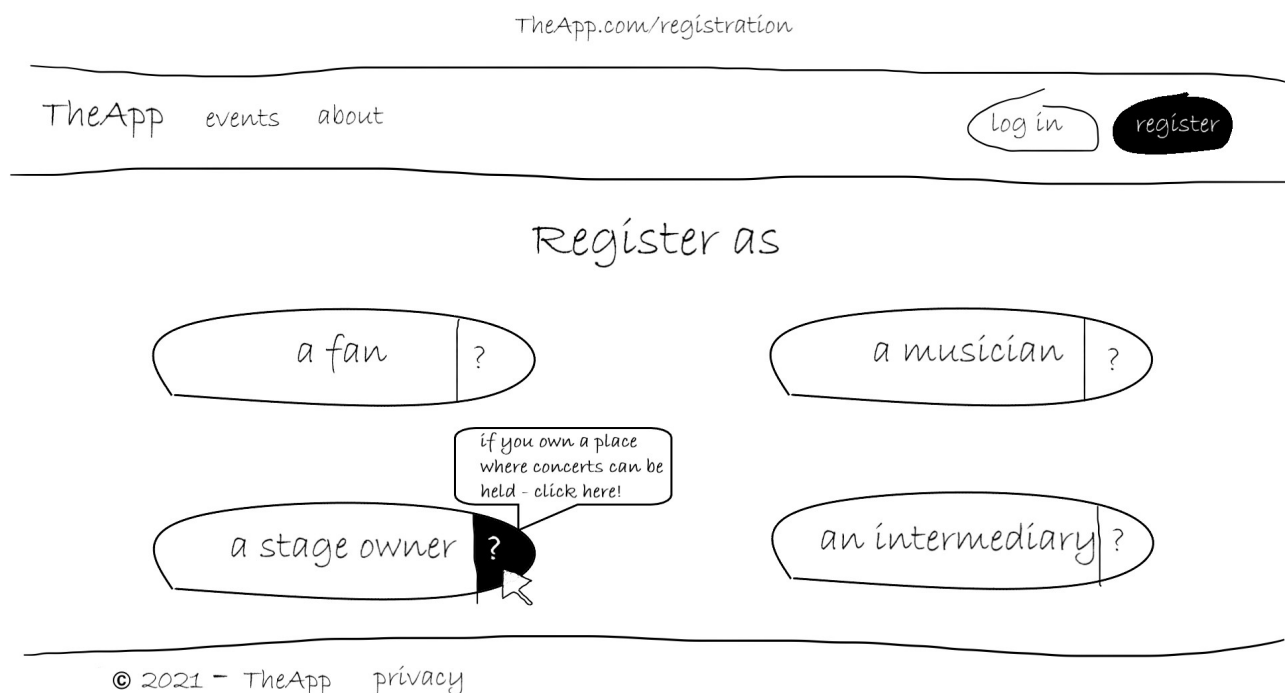 TheApp.com/registration
TheApp events about log in register
Register as
a fan ? a musician ?
if you own a place
where concerts can be
held - click here!
a stage owner ? an intermediary ?
© 2021 - TheApp privacy